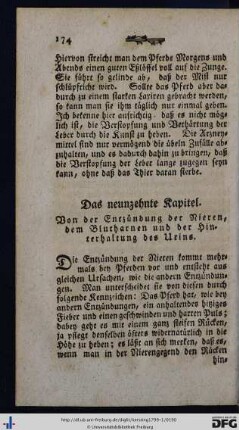 174
Hiervon streicht man dem Pferde Morgens und
Abends einen guten Eßlöffel voll auf die Zunge.
Sie führt so gelinde ab, daß der Mist nur
schlüpfricht wird. Sollte das Pferd aber da-
durch zu einem starken Laxiren gebracht werden,
so kann man sie ihm täglich nur einmal geben.
Ich bekenne hier aufrichtig, daß es nicht mög-
lich ist, die Verstopfung und Verhärtung der
Leber durch die Kunst zu heben. Die Arzney-
mittel sind nur vermögend die übeln Zufälle ab-
zuhalten, und es dadurch dahin zu bringen, daß
die Verstopfung der Leber lange zugegen seyn
kann, ohne daß das Thier daran sterbe.
Das neunzehnte Kapitel.
Von der Entzündung der Nieren,
dem Blutharnen und der Hin-
terhaltung des Urins.
Die Entzündung der Nieren kommt mehr-
mals bey Pferden vor und entsteht aus
gleichen Ursachen, wie die andern Entzündun-
gen. Man unterscheidet sie von diesen durch
folgende Kennzeichen: Das Pferd hat, wie bey
andern Entzündungen, ein anhaltendes hitziges
Fieber und einen geschwinden und harten Puls;
dabey geht es mit einem ganz steifen Rücken,
ja pflegt denselben öfters widernatürlich in die
Höhe zu heben; es läßt an sich merken, daß es,
wenn man in der Nierengegend den Rücken
hin
© Universitätsbibliothek Freiburg
DFG